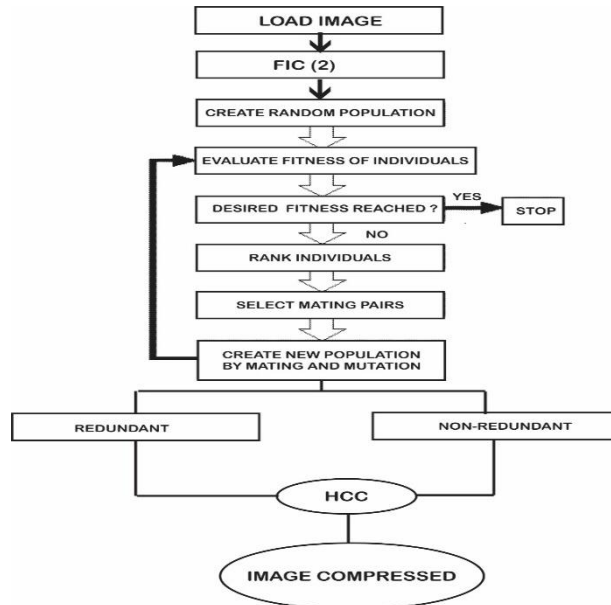 LOAD IMAGE
FIC (2)
CREATE RANDOM POPULATION
EVALUATE FITNESS OF INDIVIDUALS
DESIRED FITNESS REACHED ?
YES
STOP
NO
RANK INDIVIDUALS
SELECT MATING PAIRS
CREATE NEW POPULATION
BY MATING AND MUTATION
REDUNDANT
NON-REDUNDANT
HCC
IMAGE COMPRESSED